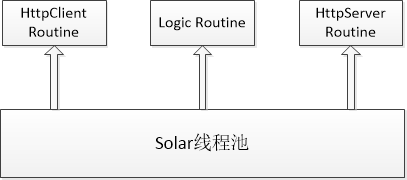 HttpClient
Routine
Logic Routine
HttpServer
Routine
Solar线程池